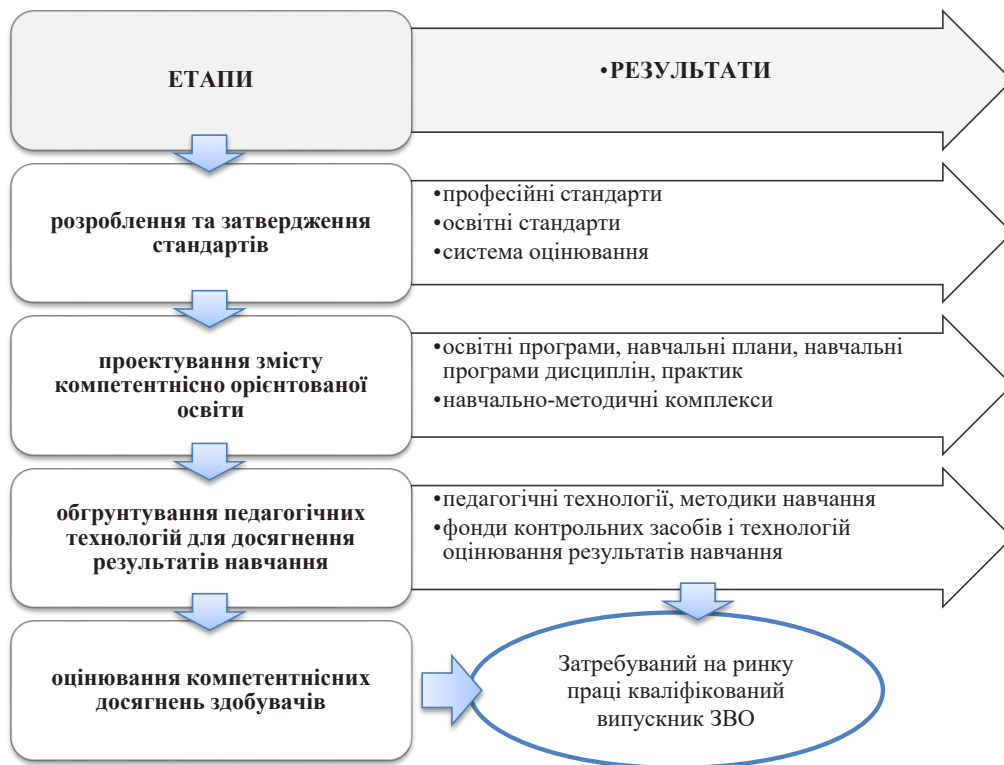 ЕТАПИ
•РЕЗУЛЬТАТИ
розроблення та затвердження
стандартів
•професійні стандарти
•освітні стандарти
•система оцінювання
проектування змісту
компетентнісно орієнтованої
освіти
•освітні програми, навчальні плани, навчальні
програми дисциплін, практик
•навчально-методичні комплекси
обгрунтування педагогічних
технологій для досягнення
результатів навчання
•педагогічні технології, методики навчання
•фонди контрольних засобів і технологій
оцінювання результатів навчання
оцінювання компетентнісних
досягнень здобувачів
Затребуваний на ринку
праці кваліфікований
випускник ЗВО